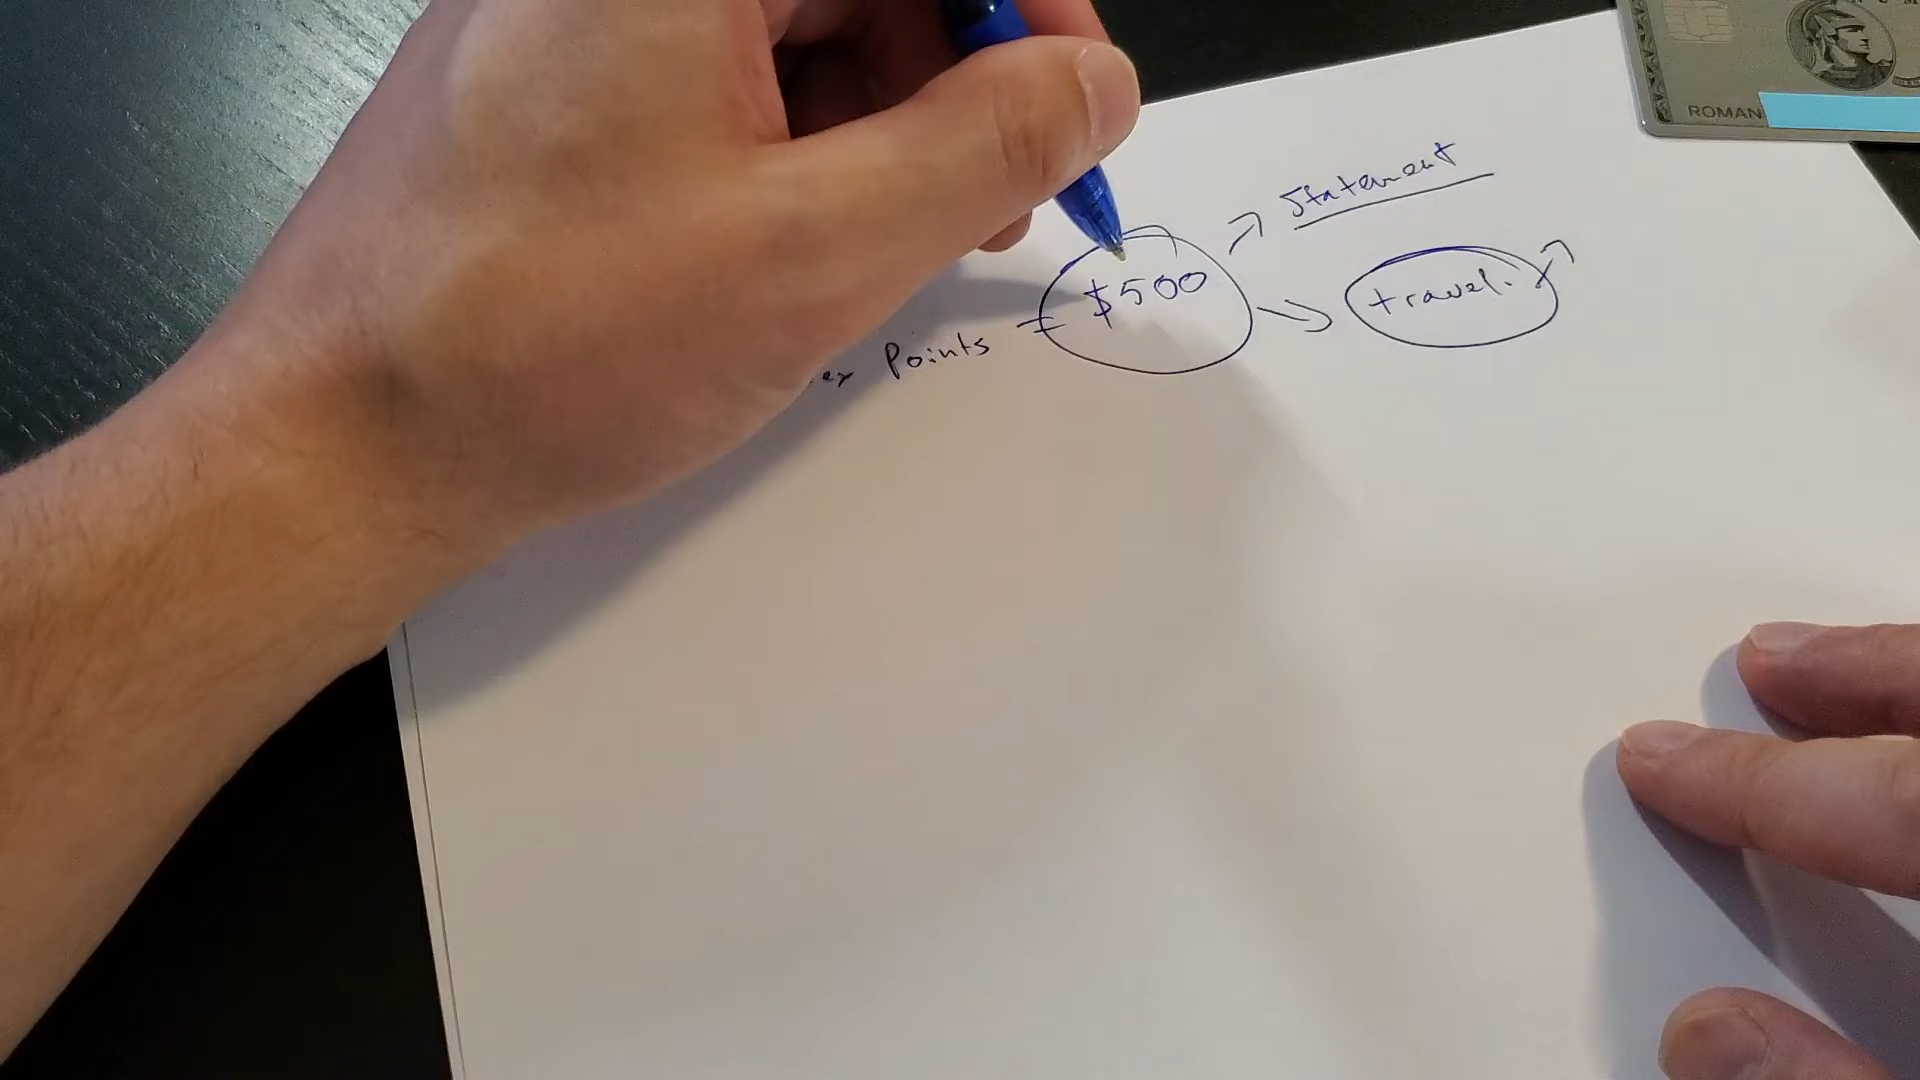 ROMAN
Statement
$500
travel.
Points =